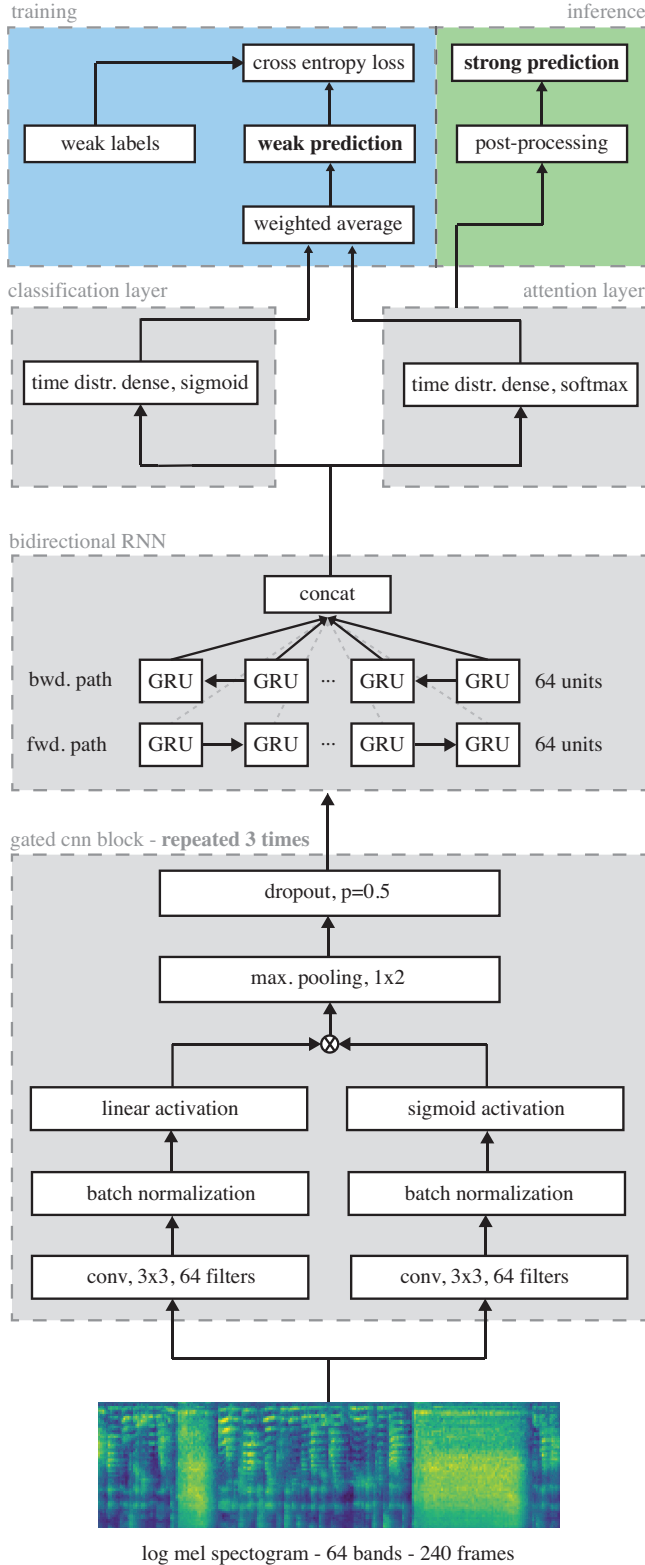 training
inference
cross entropy loss
strong prediction
weak labels
weak prediction
post-processing
weighted average
classification layer
attention layer
time distr. dense, sigmoid
time distr. dense, softmax
bidirectional RNN
concat
bwd. path
GRU
GRU
...
GRU
GRU
64 units
fwd. path
GRU
GRU
...
GRU
GRU
64 units
gated cnn block - repeated 3 times
dropout, p=0.5
max. pooling, 1x2
X
linear activation
sigmoid activation
batch normalization
batch normalization
conv, 3x3, 64 filters
conv, 3x3, 64 filters
log mel spectogram - 64 bands - 240 frames